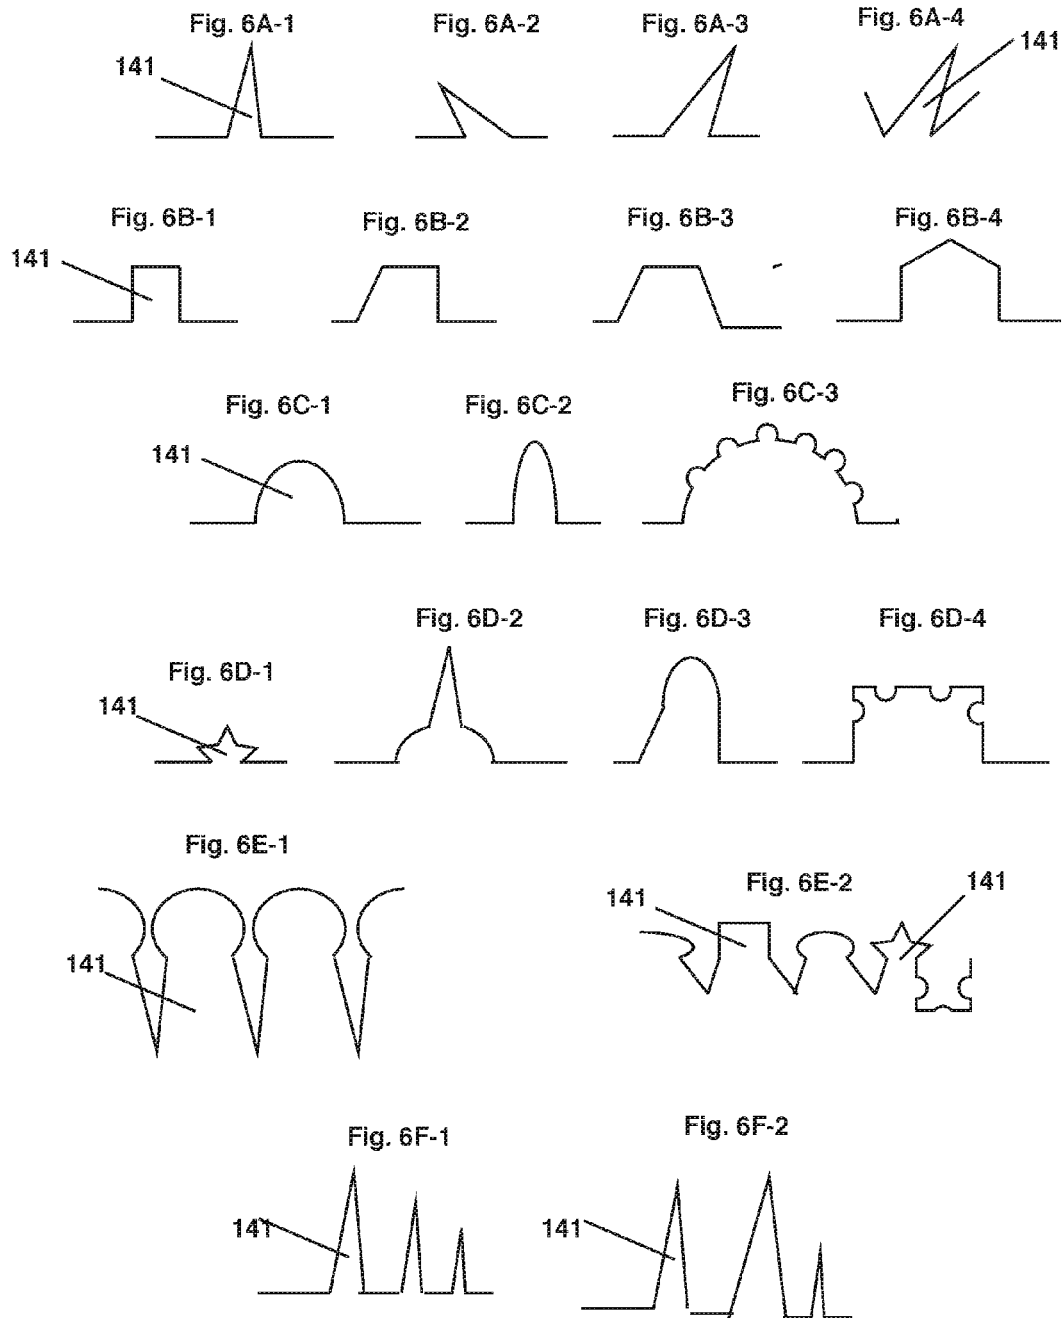 Fig. 6A-1 Fig. 6A-2 Fig. 6A-3 Fig. 6A-4
141 141
Fig. 6B-1 Fig. 6B-2 Fig. 6B-3 Fig. 6B-4
141
Fig. 6C-1 Fig. 6C-2 Fig. 6C-3
141
Fig. 6D-1 Fig. 6D-2 Fig. 6D-3 Fig. 6D-4
141
Fig. 6E-1
141
Fig. 6E-2
141 141
Fig. 6F-1 Fig. 6F-2
141 141